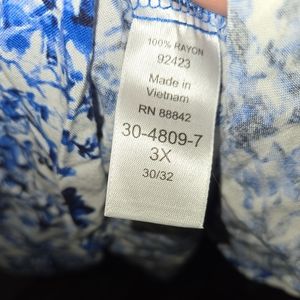 100% RAYON
92423
Made in
Vietnam
RN 88842
30-4809-7
3X
30/32